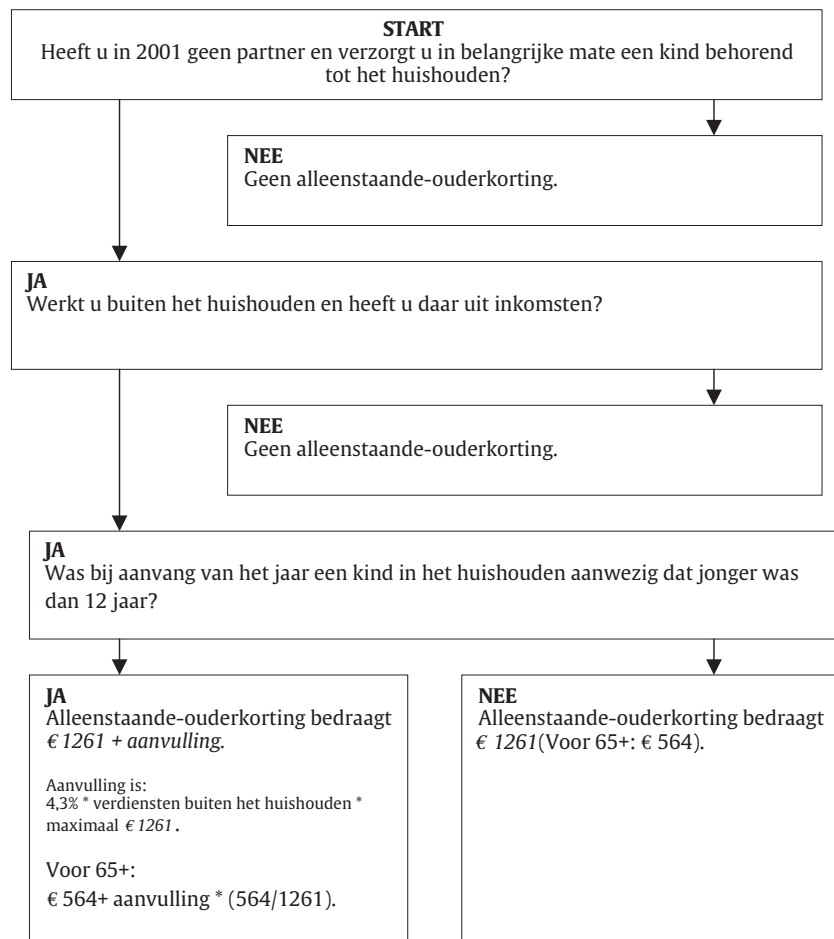 START
Heeft u in 2001 geen partner en verzorgt u in belangrijke mate een kind behorend
tot het huishouden?
NEE
Geen alleenstaande-ouderkorting.
JA
Werkt u buiten het huishouden en heeft u daar uit inkomsten?
NEE
Geen alleenstaande-ouderkorting.
JA
Was bij aanvang van het jaar een kind in het huishouden aanwezig dat jonger was
dan 12 jaar?
JA
Alleenstaande-ouderkorting bedraagt
€ 1261 + aanvulling.
Aanvulling is:
4,3% * verdiensten buiten het huishouden *
maximaal € 1261.
Voor 65+:
€ 564+ aanvulling * (564/1261).
NEE
Alleenstaande-ouderkorting bedraagt
€ 1261(Voor 65+: € 564).